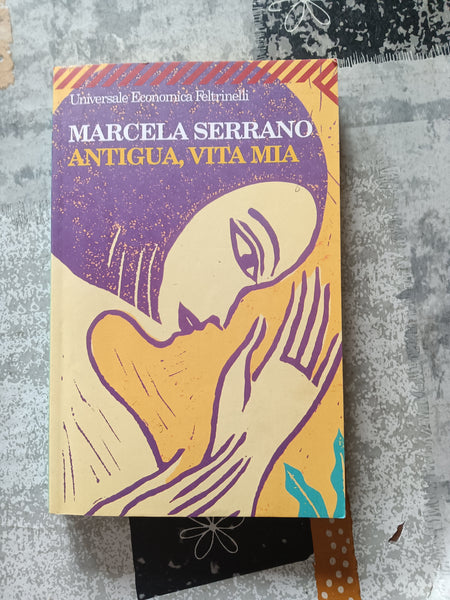 Universale Economica Feltrinelli
MARCELA SERRANO
ANTIGUA, VITA MIA